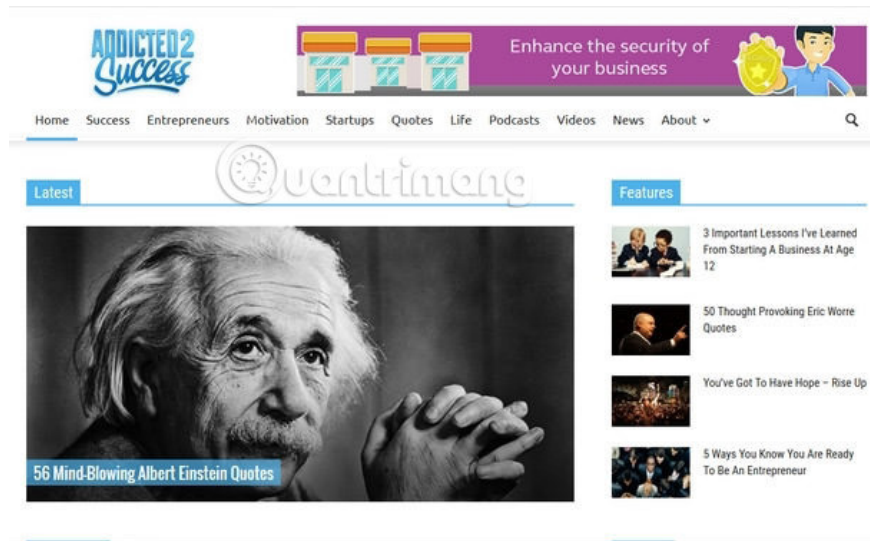 ADDICTED2
Success
Enhance the security of
your business
Home Success Entrepreneurs Motivation Startups Quotes Life Podcasts Videos News About
Quantrimang
Latest
56 Mind-Blowing Albert Einstein Quotes
Features
3 Important Lessons I've Learned
From Starting A Business At Age
12
50 Thought Provoking Eric Worre
Quotes
You've Got To Have Hope – Rise Up
5 Ways You Know You Are Ready
To Be An Entrepreneur